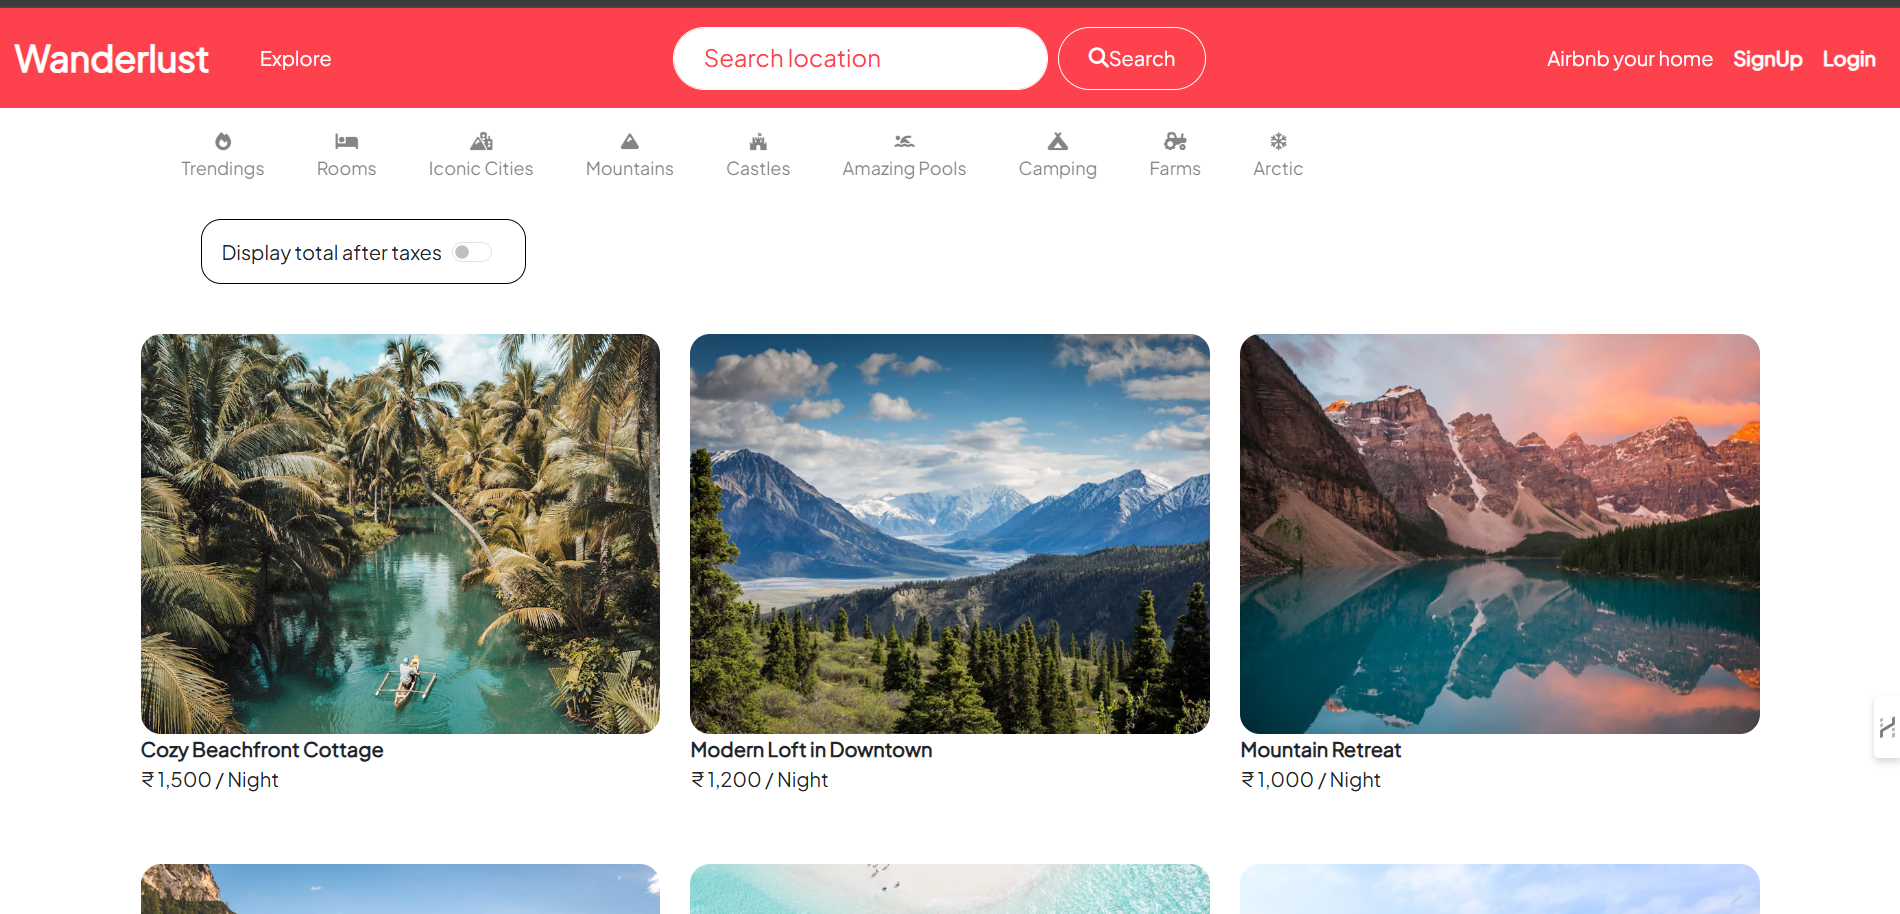 Wanderlust Explore Search location Search Airbnb your home SignUp Login
Trendings Rooms Iconic Cities Mountains Castles Amazing Pools Camping Farms Arctic
Display total after taxes
Cozy Beachfront Cottage
₹1,500 / Night
Modern Loft in Downtown
₹1,200 / Night
Mountain Retreat
₹1,000 / Night